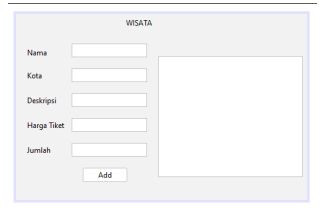 WISATA
Nama
Kota
Deskripsi
Harga Tiket
Jumlah
Add